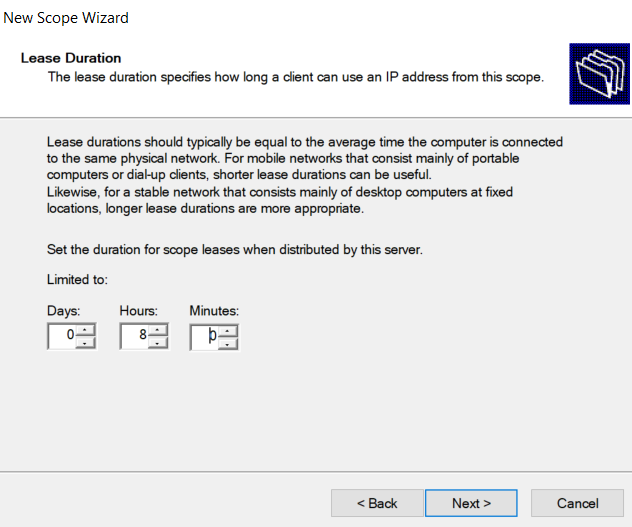 New Scope Wizard
Lease Duration
The lease duration specifies how long a client can use an IP address from this scope.
Lease durations should typically be equal to the average time the computer is connected
to the same physical network. For mobile networks that consist mainly of portable
computers or dial-up clients, shorter lease durations can be useful.
Likewise, for a stable network that consists mainly of desktop computers at fixed
locations, longer lease durations are more appropriate.
Set the duration for scope leases when distributed by this server.
Limited to:
Days: Hours: Minutes:
0 8 0
< Back Next > Cancel